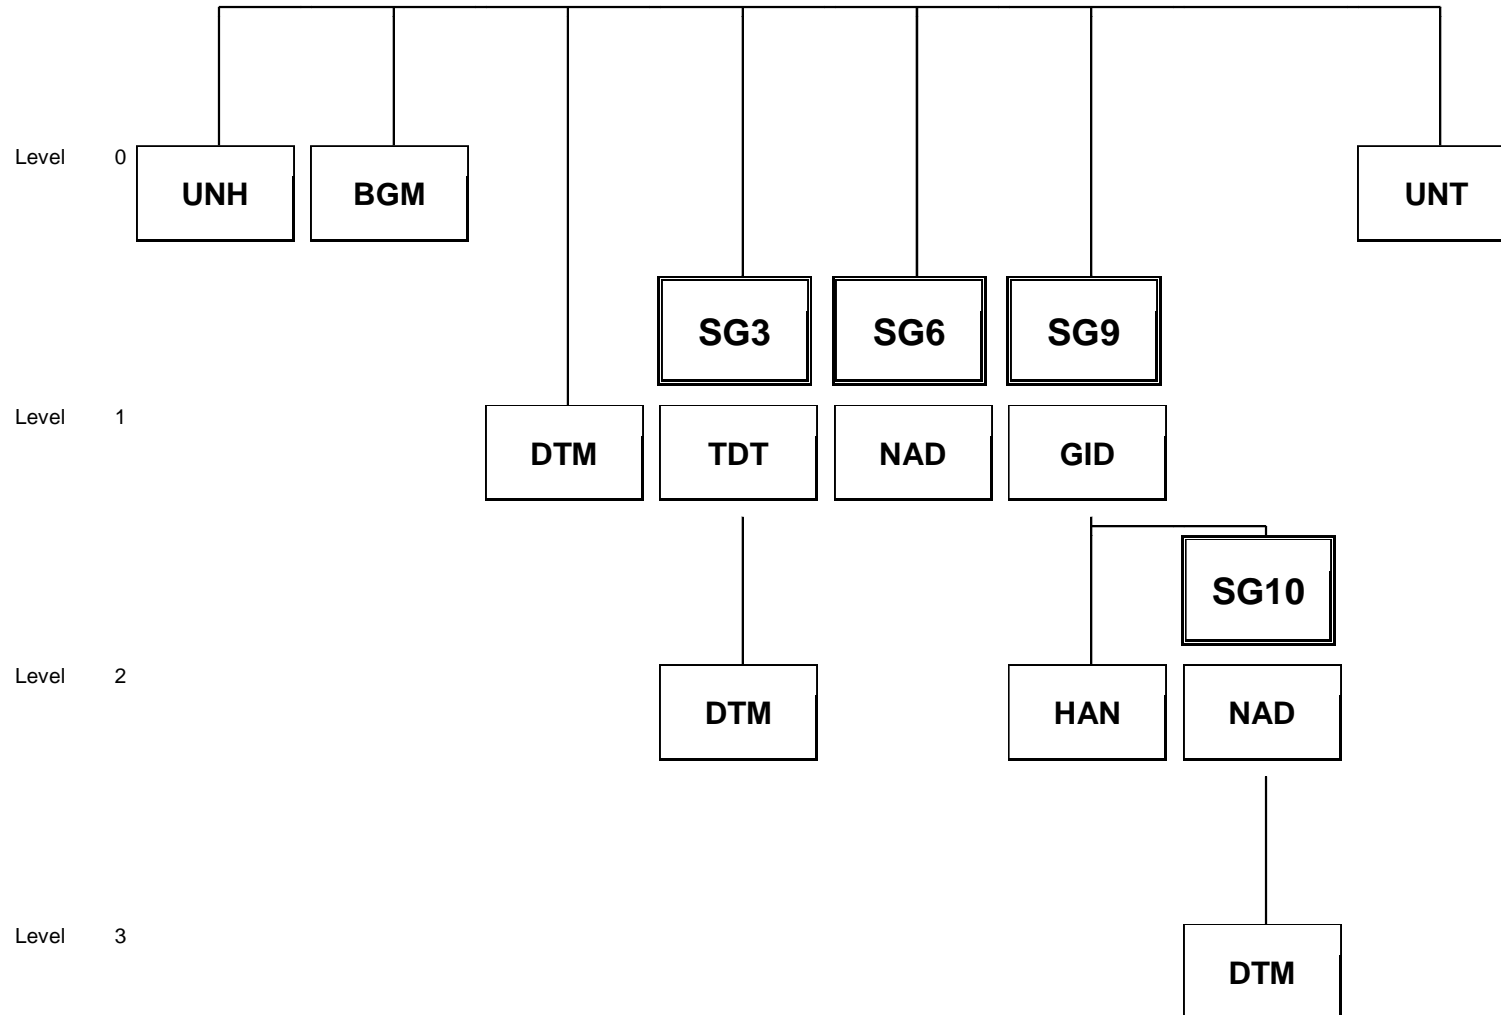 Level 0
UNH BGM UNT
SG3 SG6 SG9
Level 1
DTM TDT NAD GID
SG10
Level 2
DTM HAN NAD
Level 3
DTM